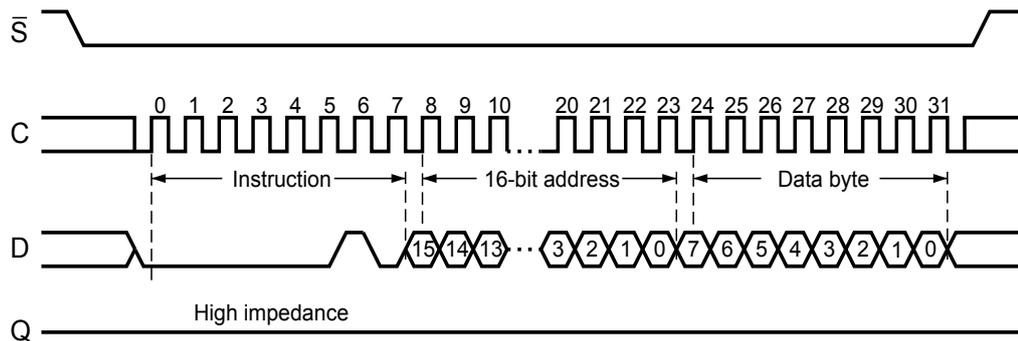 S̅
0 1 2 3 4 5 6 7 8 9 10 20 21 22 23 24 25 26 27 28 29 30 31
C
Instruction 16-bit address Data byte
D 15 14 13 3 2 1 0 7 6 5 4 3 2 1 0
High impedance
Q